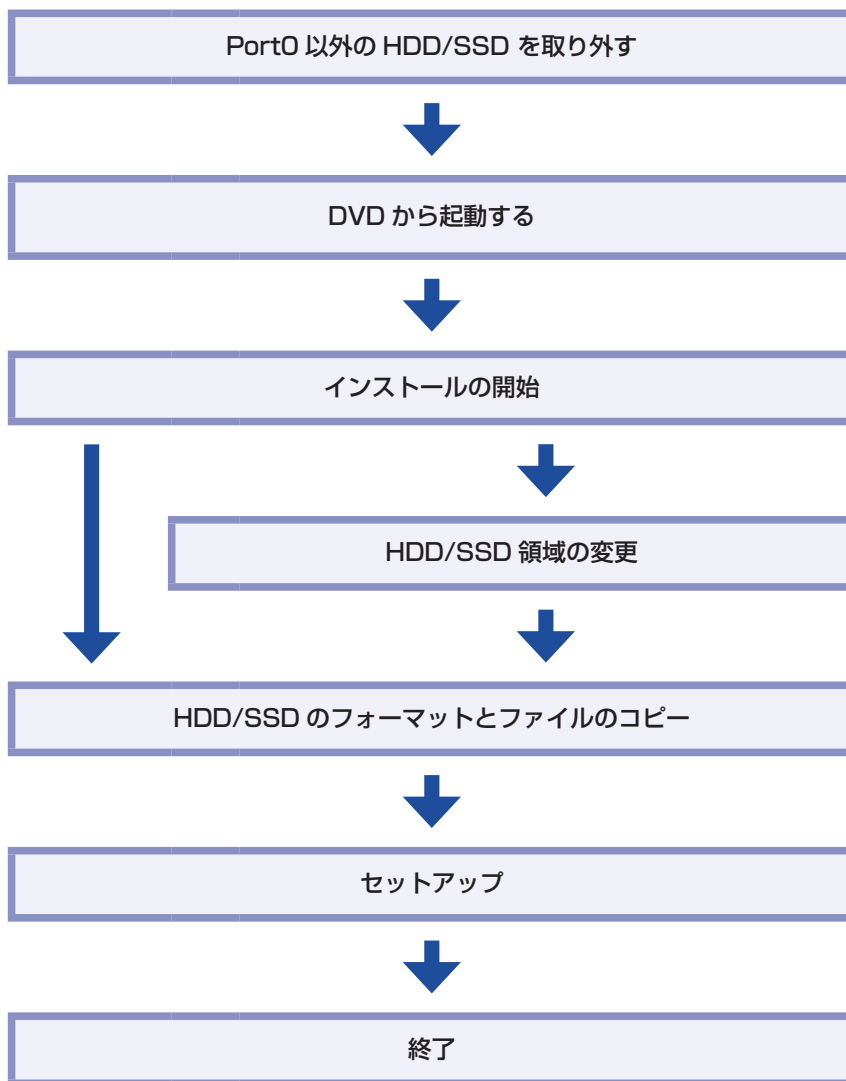 Port0 以外の HDD/SSD を取り外す
DVD から起動する
インストールの開始
HDD/SSD 領域の変更
HDD/SSD のフォーマットとファイルのコピー
セットアップ
終了